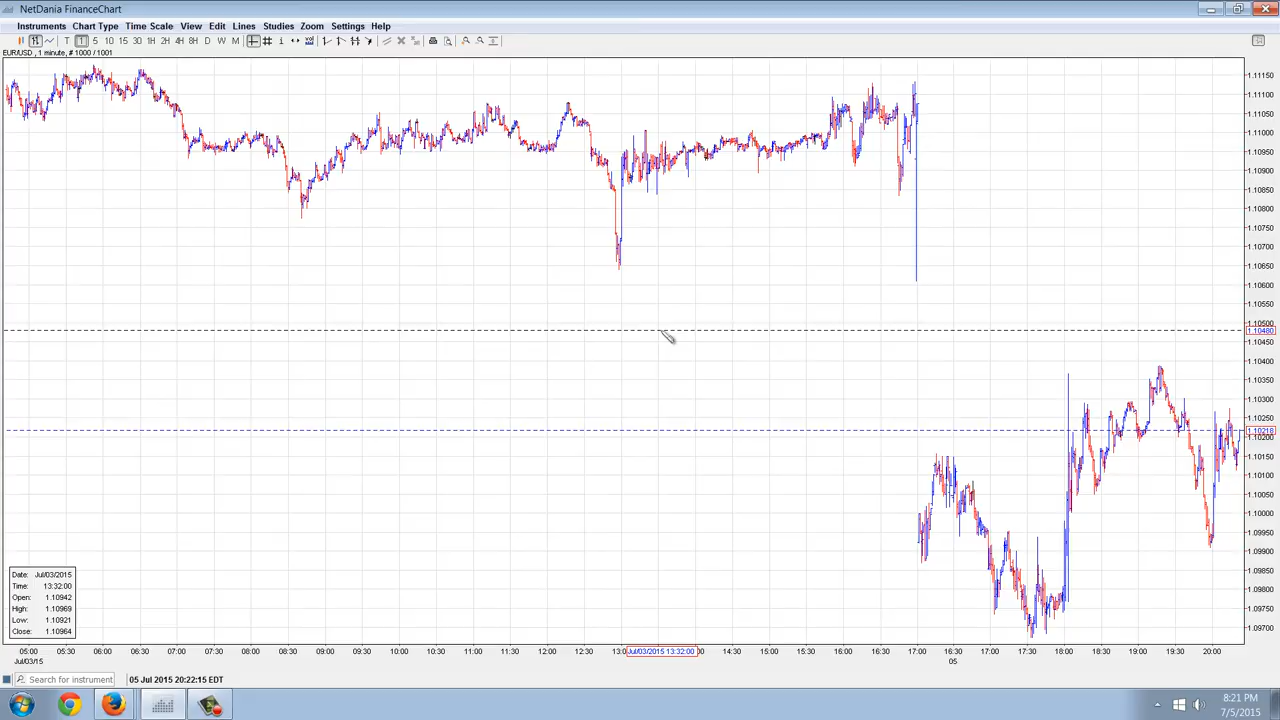 NetDania FinanceChart
Instruments Chart Type Time Scale View Edit Lines Studies Zoom Settings Help
T 1 5 10 15 30 1H 2H 4H 8H D W M
EUR/USD , 1 minute, # 1000 / 1001
1.11150
1.11100
1.11050
1.11000
1.10950
1.10900
1.10850
1.10800
1.10750
1.10700
1.10650
1.10600
1.10550
1.10500
1.10480
1.10450
1.10400
1.10350
1.10300
1.10250
1.10218
1.10200
1.10150
1.10100
1.10050
1.10000
1.09950
1.09900
1.09850
1.09800
1.09750
1.09700
Date: Jul/03/2015
Time: 13:32:00
Open: 1.10942
High: 1.10969
Low: 1.10921
Close: 1.10964
05:00 05:30 06:00 06:30 07:00 07:30 08:00 08:30 09:00 09:30 10:00 10:30 11:00 11:30 12:00 12:30 13:0 Jul/03/2015 13:32:00 00 14:30 15:00 15:30 16:00 16:30 17:00 16:30 17:00 17:30 18:00 18:30 19:00 19:30 20:00
Jul/03/15 05
Search for instrument 05 Jul 2015 20:22:15 EDT
8:21 PM
7/5/2015